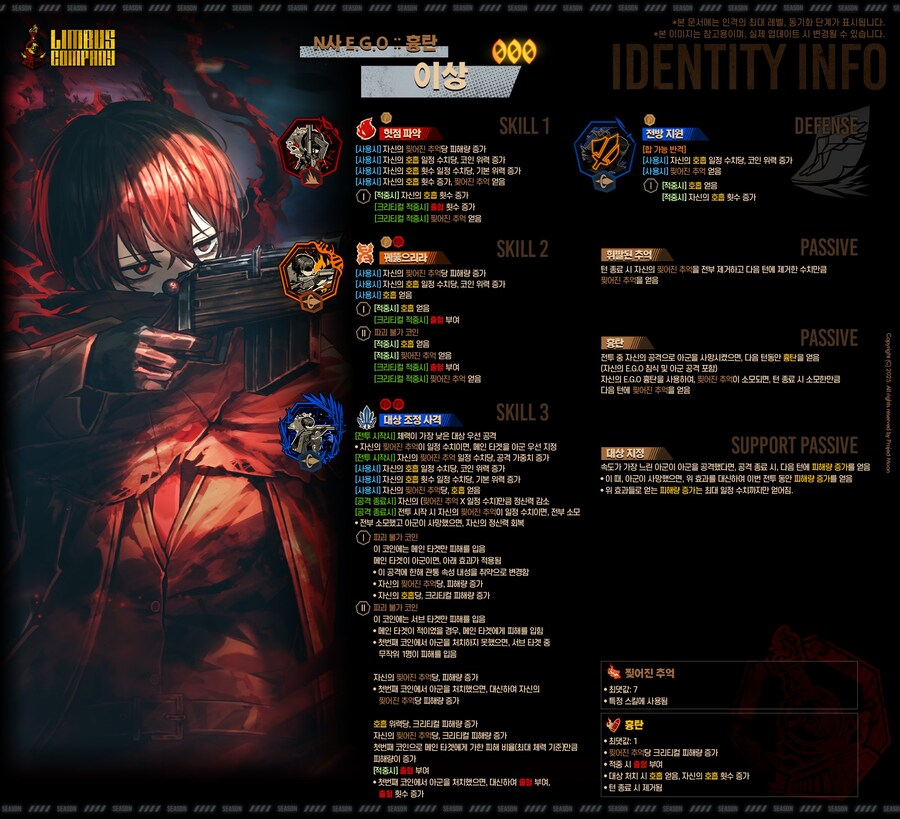 LIMBUS COMPANY
N사 E.G.O :: 흉탄
이상
000
*본 문서에는 인격의 최대 레벨, 동기화 단계가 표시됩니다.
*본 이미지는 참고용이며, 실제 업데이트 시 변경될 수 있습니다.
IDENTITY INFO
SKILL 1
헛점 파악
[사용시] 자신의 찢어진 추억당 피해량 증가
[사용시] 자신의 호흡 일정 수치당, 코인 위력 증가
[사용시] 자신의 호흡 횟수 일정 수치당, 기본 위력 증가
[사용시] 자신의 호흡 횟수 증가, 찢어진 추억 얻음
I [적중시] 자신의 호흡 횟수 증가
[크리티컬 적중시] 출혈 횟수 증가
[크리티컬 적중시] 찢어진 추억 얻음
SKILL 2
꿰뚫으리라
[사용시] 자신의 찢어진 추억당 피해량 증가
[사용시] 자신의 호흡 일정 수치당, 코인 위력 증가
[사용시] 호흡 얻음
I [적중시] 호흡 얻음
[크리티컬 적중시] 출혈 부여
II 파괴 불가 코인
[적중시] 호흡 얻음
[적중시] 찢어진 추억 얻음
[크리티컬 적중시] 출혈 부여
[크리티컬 적중시] 찢어진 추억 얻음
SKILL 3
대상 조정 사격
[전투 시작시] 체력이 가장 낮은 대상 우선 공격
• 자신의 찢어진 추억이 일정 수치이면, 메인 타겟을 아군 우선 지정
[전투 시작시] 자신의 찢어진 추억 일정 수치당, 공격 가중치 증가
[사용시] 자신의 호흡 일정 수치당, 코인 위력 증가
[사용시] 자신의 호흡 횟수 일정 수치당, 기본 위력 증가
[사용시] 자신의 찢어진 추억당, 호흡 얻음
[공격 종료시] 자신의 (찢어진 추억 X 일정 수치)만큼 정신력 감소
[공격 종료시] 전투 시작 시 자신의 찢어진 추억이 일정 수치이면, 전부 소모
• 전부 소모했고 아군이 사망했으면, 자신의 정신력 회복
I 파괴 불가 코인
이 코인에는 메인 타겟만 피해를 입음
메인 타겟이 아군이면, 아래 효과가 적용됨
• 이 공격에 한해 관통 속성 내성을 취약으로 변경함
• 자신의 찢어진 추억당, 피해량 증가
• 자신의 호흡당, 크리티컬 피해량 증가
II 파괴 불가 코인
이 코인에는 서브 타겟만 피해를 입음
• 메인 타겟이 적이었을 경우, 메인 타겟에게 피해를 입힘
• 첫번째 코인에서 아군을 처치하지 못했으면, 서브 타겟 중
무작위 1명이 피해를 입음
자신의 찢어진 추억당, 피해량 증가
• 첫번째 코인에서 아군을 처치했으면, 대신하여 자신의
찢어진 추억당 피해량 증가
호흡 위력당, 크리티컬 피해량 증가
자신의 찢어진 추억당, 크리티컬 피해량 증가
첫번째 코인으로 메인 타겟에게 가한 피해 비율(최대 체력 기준)만큼
피해량이 증가
[적중시] 출혈 부여
• 첫번째 코인에서 아군을 처치했으면, 대신하여 출혈 부여,
출혈 횟수 증가
DEFENSE
전방 지원
[합 가능 반격]
[사용시] 자신의 호흡 일정 수치당, 코인 위력 증가
[사용시] 찢어진 추억 얻음
I [적중시] 호흡 얻음
[적중시] 자신의 호흡 횟수 증가
PASSIVE
휘발된 추억
턴 종료 시 자신의 찢어진 추억을 전부 제거하고 다음 턴에 제거한 수치만큼
찢어진 추억을 얻음
PASSIVE
흉탄
전투 중 자신의 공격으로 아군을 사망시켰으면, 다음 턴동안 흉탄을 얻음
(자신의 E.G.O 침식 및 아군 공격 포함)
자신의 E.G.O 흉탄을 사용하여, 찢어진 추억이 소모되면, 턴 종료 시 소모한만큼
다음 턴에 찢어진 추억을 얻음
SUPPORT PASSIVE
대상 지정
속도가 가장 느린 아군이 아군을 공격했다면, 공격 종료 시, 다음 턴에 피해량 증가를 얻음
• 이 때, 아군이 사망했으면, 위 효과를 대신하여 이번 전투 동안 피해량 증가를 얻음
• 위 효과들로 얻는 피해량 증가는 최대 일정 수치까지만 얻어짐.
찢어진 추억
• 최댓값: 7
• 특정 스킬에 사용됨
흉탄
• 최댓값: 1
• 찢어진 추억당 크리티컬 피해량 증가
• 적중 시 출혈 부여
• 대상 처치 시 호흡 얻음, 자신의 호흡 횟수 증가
• 턴 종료시 제거됨
Copyright (C) 2025. All rights reserved by Project Moon